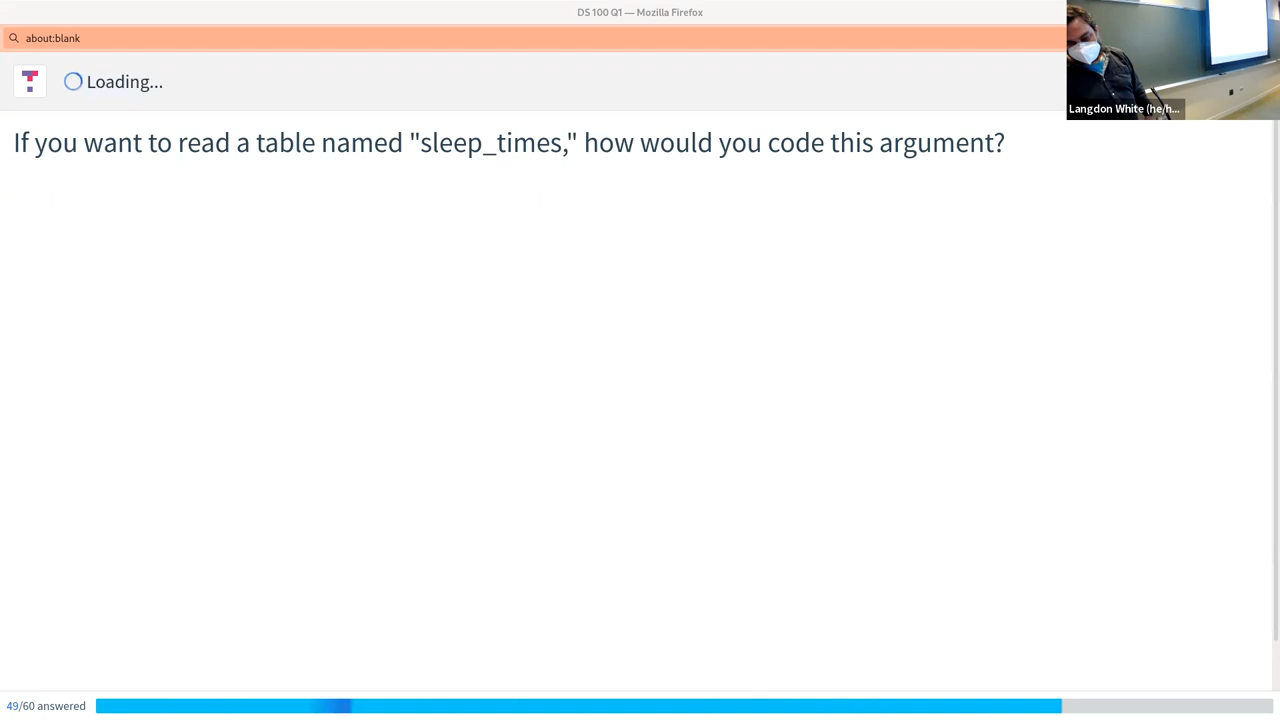 DS 100 Q1 — Mozilla Firefox
about:blank
Loading...
Langdon White (he/h...
If you want to read a table named "sleep_times," how would you code this argument?
49/60 answered